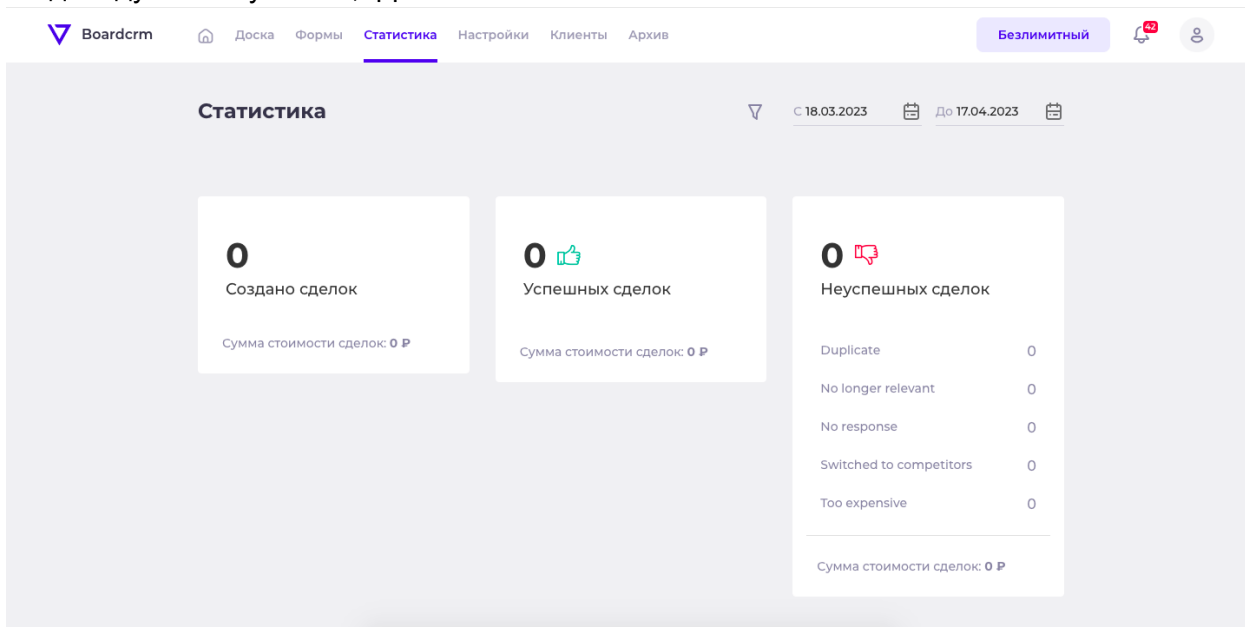 Boardcrm
Доска Формы Статистика Настройки Клиенты Архив
Безлимитный
42
Статистика
С 18.03.2023
До 17.04.2023
0
Создано сделок
Сумма стоимости сделок: 0 ₽
0
Успешных сделок
Сумма стоимости сделок: 0 ₽
0
Неуспешных сделок
Duplicate 0
No longer relevant 0
No response 0
Switched to competitors 0
Too expensive 0
Сумма стоимости сделок: 0 ₽